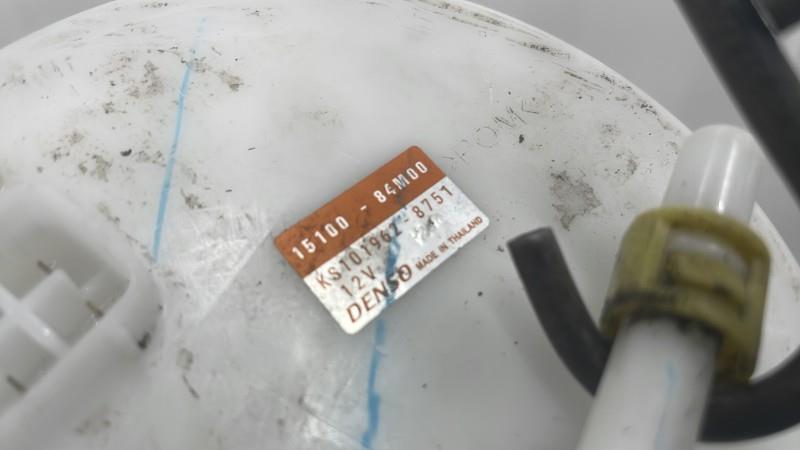 15100 - 84M00
KS101961 8751
12V
DENSO MADE IN THAILAND